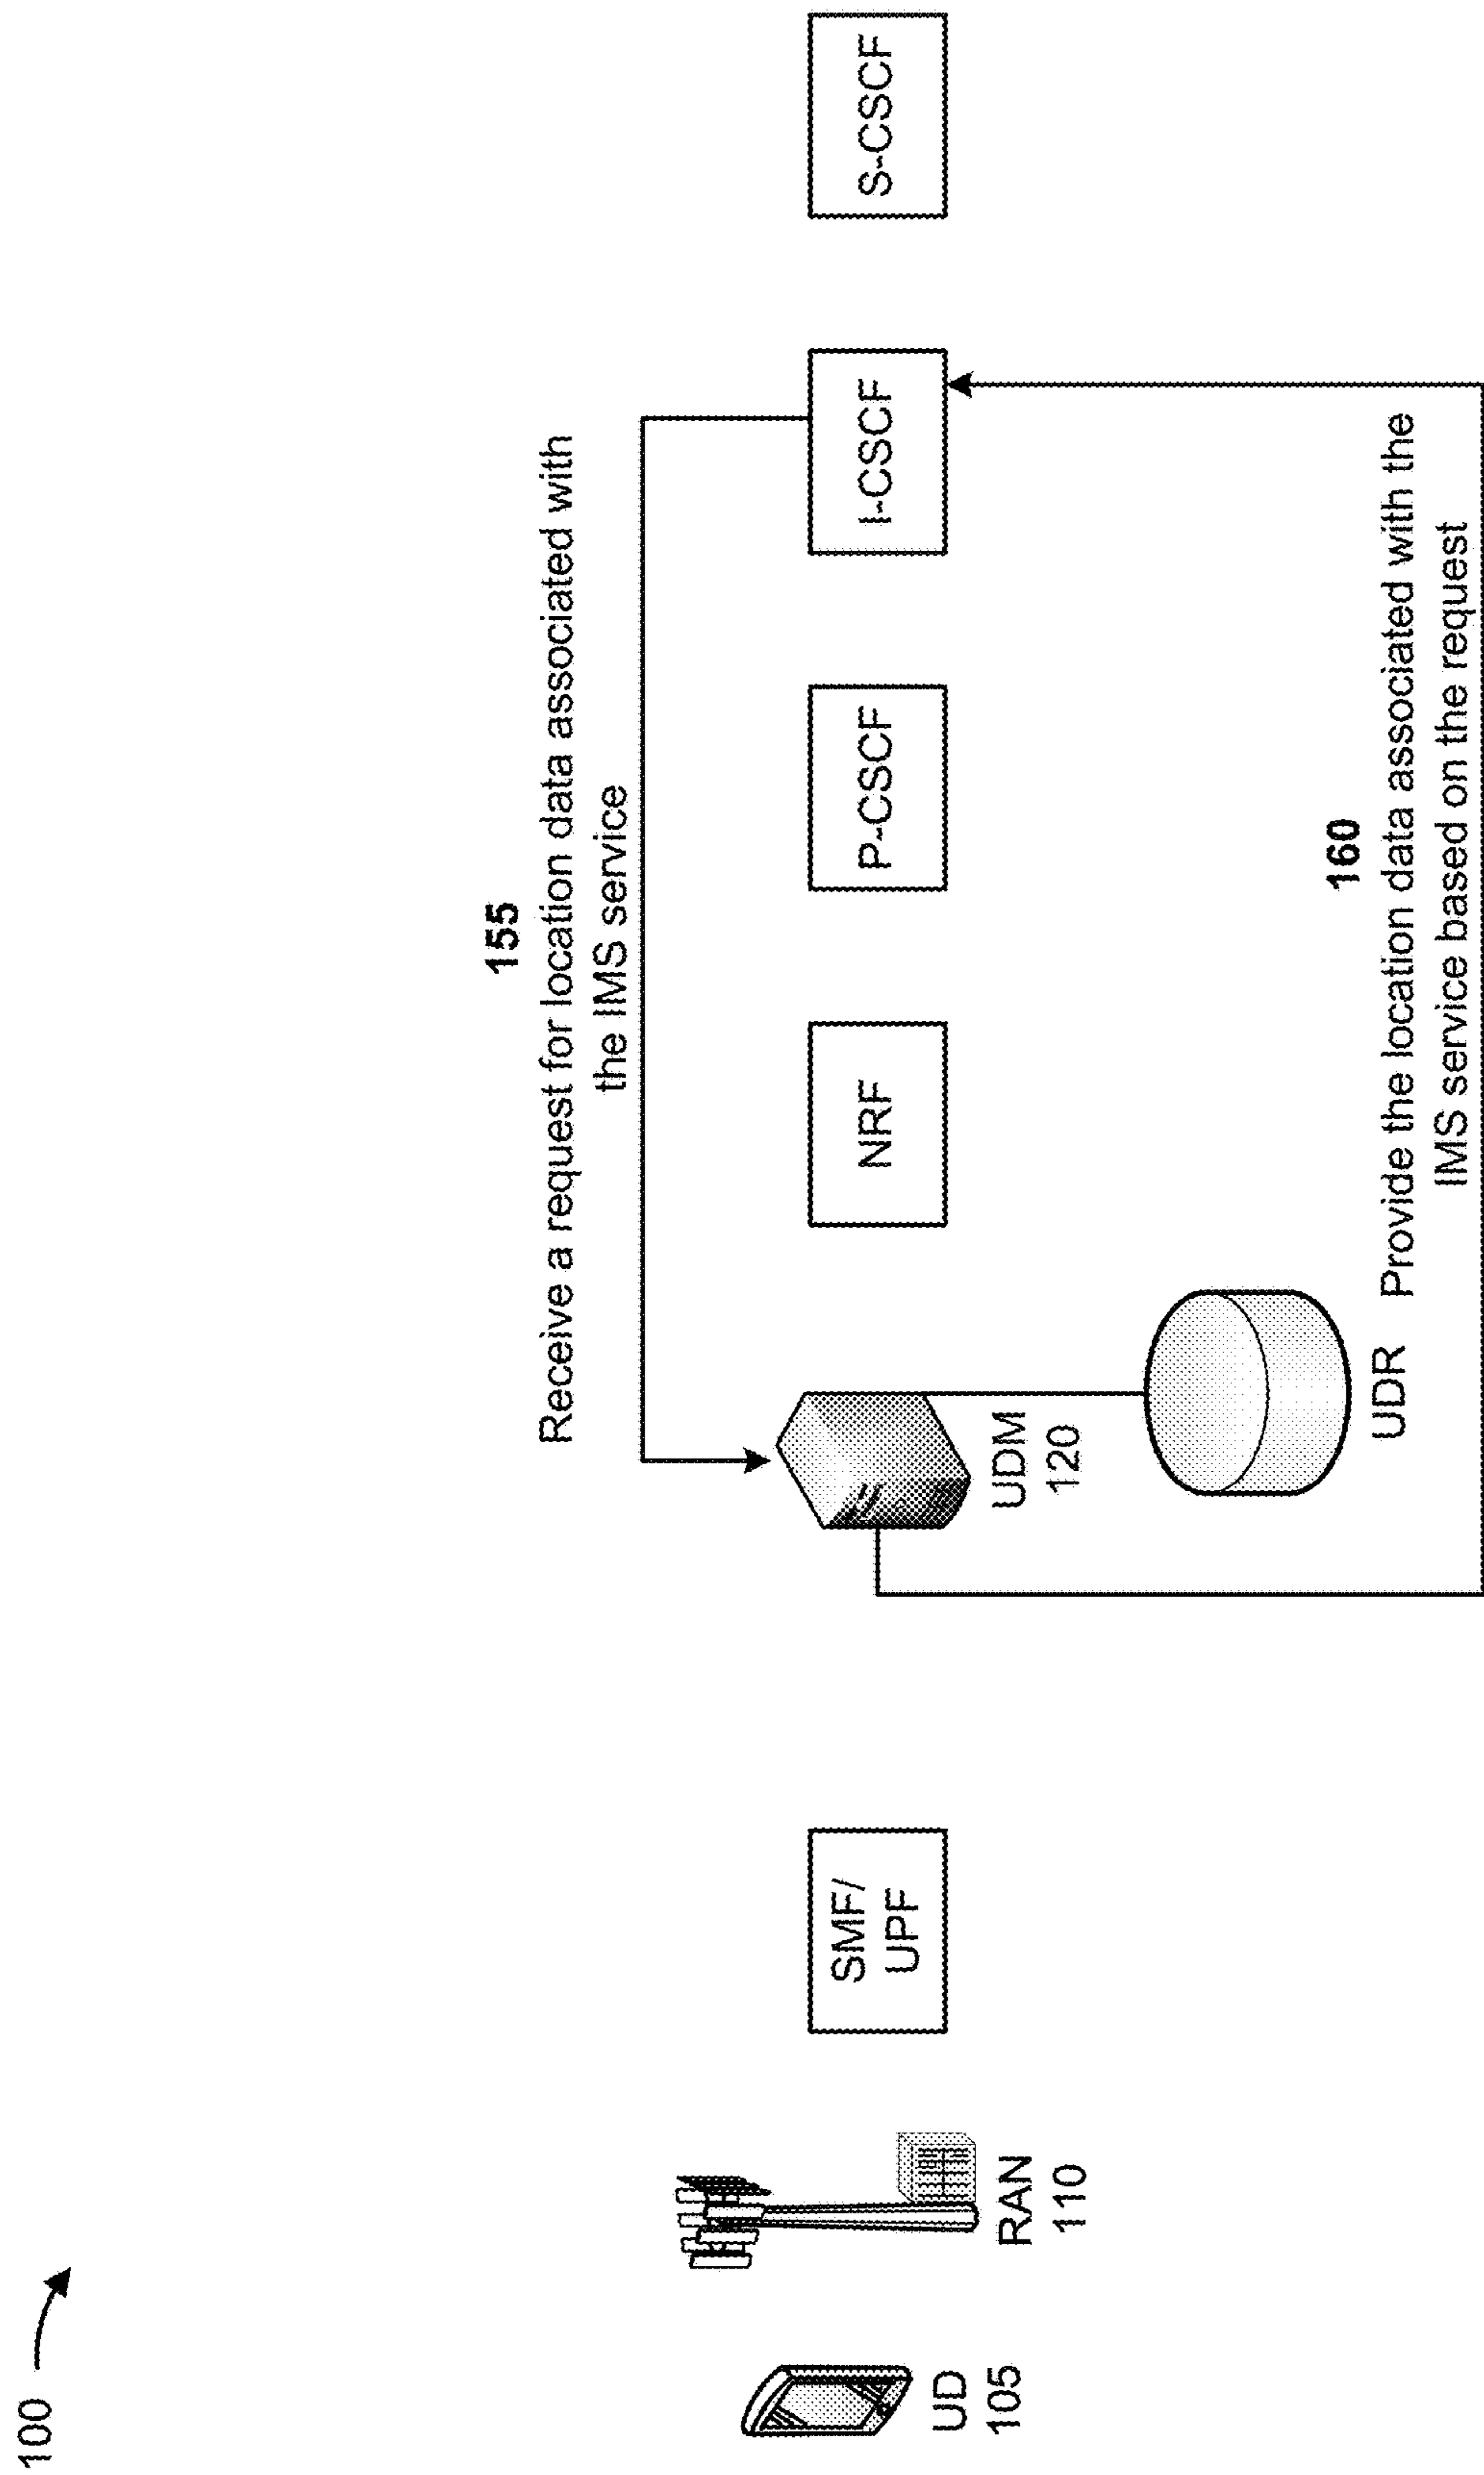 100
155
Receive a request for location data associated with
the IMS service
UD
105
RAN
110
SMF/
UPF
UDM
120
UDR
NRF
P-CSCF
I-CSCF
S-CSCF
160
Provide the location data associated with the
IMS service based on the request